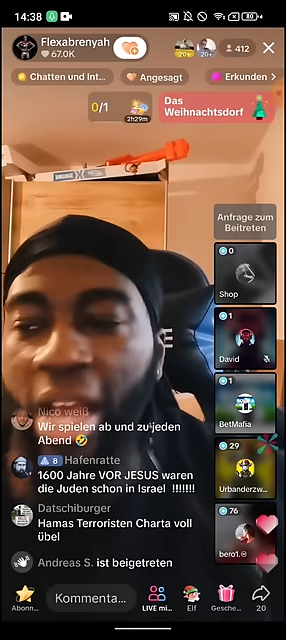 14:38
80
Flexabrenyah
67.0K
20+
20+
412
Chatten und Int...
Angesagt
Erkunden
0/1
2h29m
Das
Weihnachtsdorf
Anfrage zum
Beitreten
0
Shop
1
David
1
BetMafia
29
Urbanderzw...
76
bero1.
Nico weiß
Wir spielen ab und zu jeden
Abend 🤣
8 Hafenratte
1600 Jahre VOR JESUS waren
die Juden schon in Israel !!!!!!!
Datschiburger
Hamas Terroristen Charta voll
übel
Andreas S. ist beigetreten
Kommenta...
Abonn...
LIVE mi...
Elf
Gesche...
20